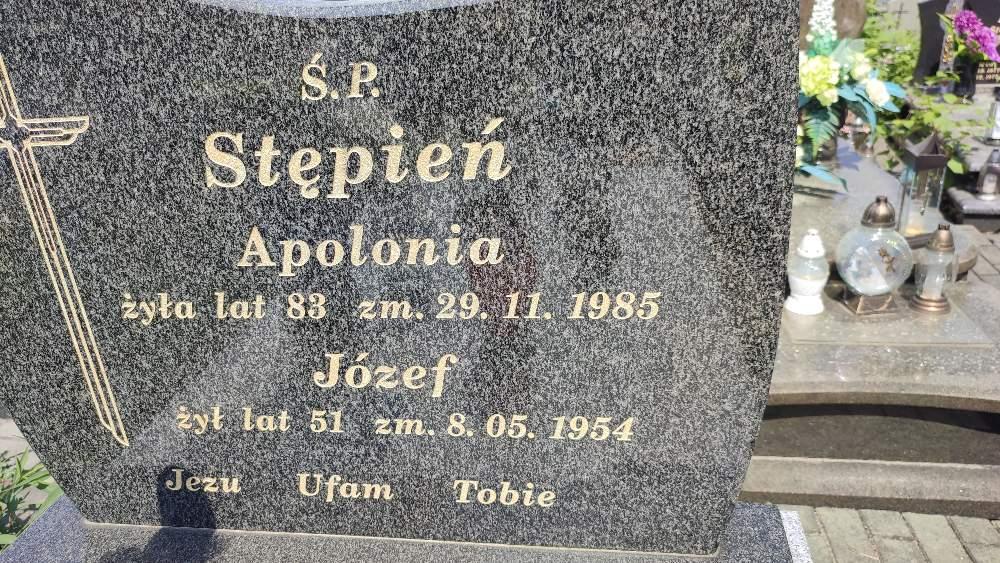 Ś.P.
Stępień
Apolonia
żyła lat 83 zm. 29. 11. 1985
Józef
żył lat 51 zm. 8. 05. 1954
Jezu Ufam Tobie